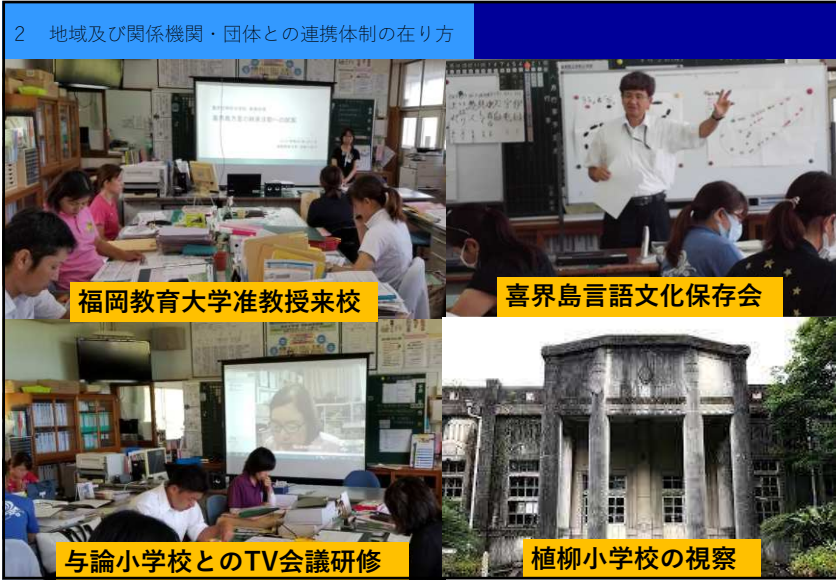 2　地域及び関係機関・団体との連携体制の在り方
福岡教育大学准教授来校
喜界島言語文化保存会
与論小学校とのTV会議研修
植柳小学校の視察